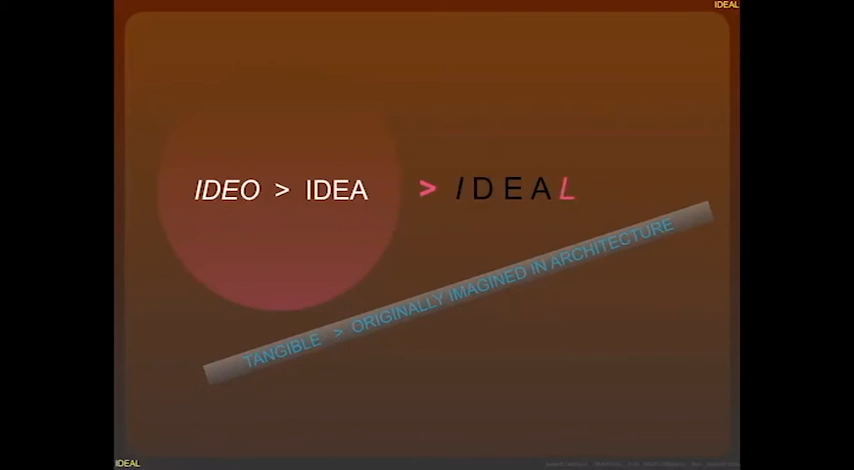 IDEAL
IDEO > IDEA > IDEAL
TANGIBLE > ORIGINALLY IMAGINED IN ARCHITECTURE
IDEAL